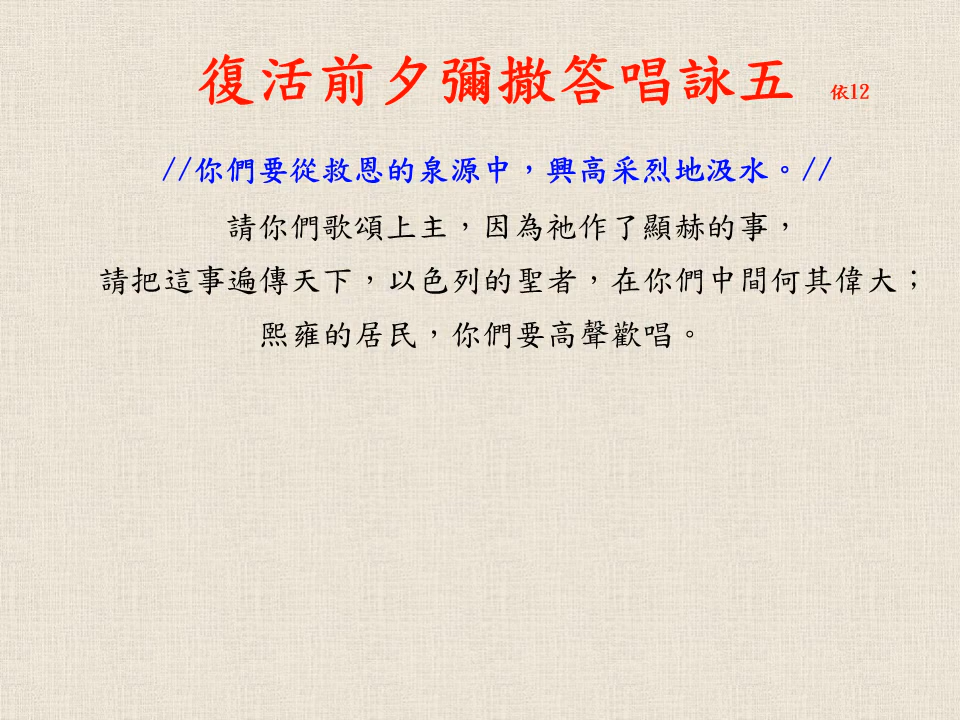 復活前夕彌撒答唱詠五 依12
//你們要從救恩的泉源中，興高采烈地汲水。//
請你們歌頌上主，因為祂作了顯赫的事，
請把這事遍傳天下，以色列的聖者，在你們中間何其偉大；
熙雍的居民，你們要高聲歡唱。